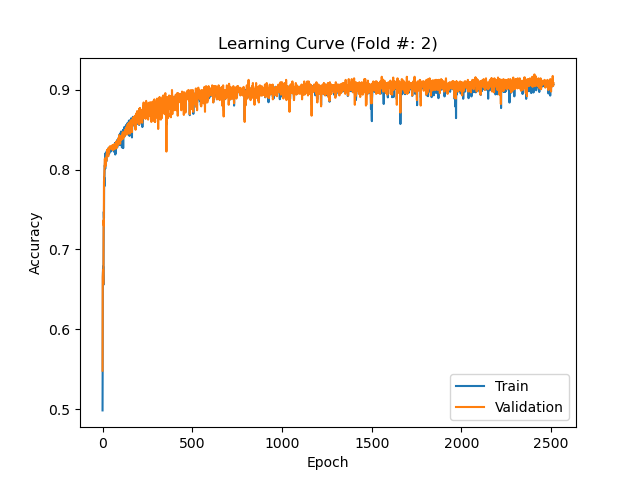 Learning Curve (Fold #: 2)
Accuracy
0.9
0.8
0.7
0.6
0.5
0
500
1000
1500
2000
2500
Epoch
Train
Validation